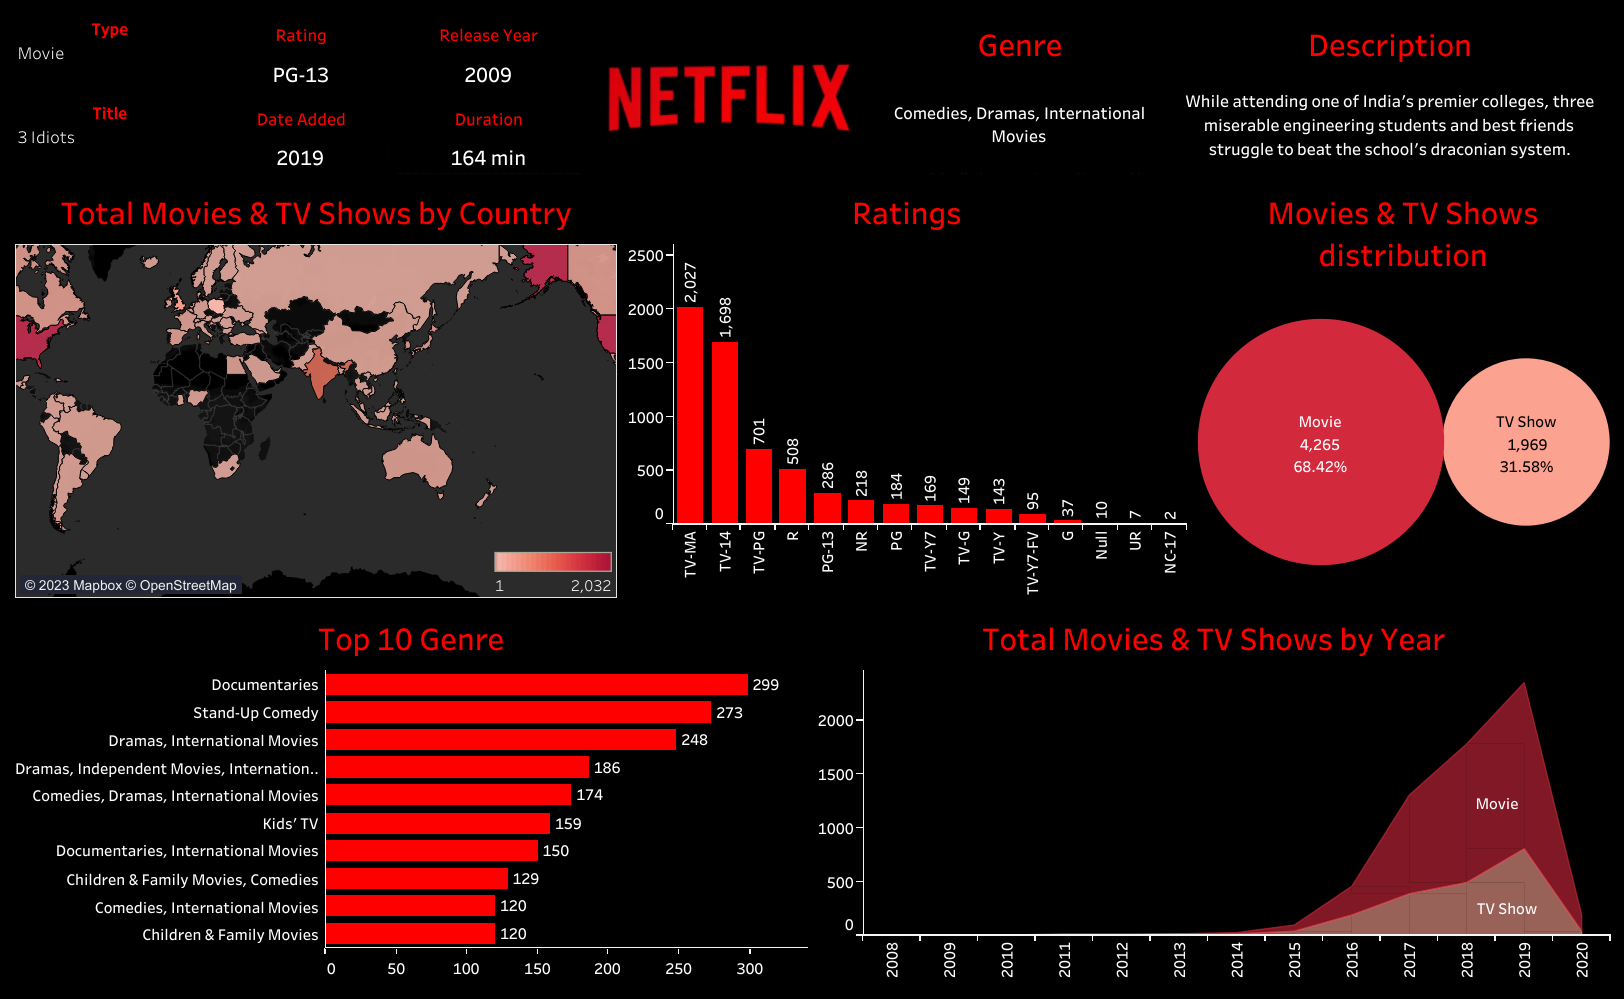 Type
Movie
Rating
PG-13
Release Year
2009
Title
3 Idiots
Date Added
2019
Duration
164 min
NETFLIX
Genre
Comedies, Dramas, International
Movies
Description
While attending one of India's premier colleges, three
miserable engineering students and best friends
struggle to beat the school's draconian system.
Total Movies & TV Shows by Country
© 2023 Mapbox © OpenStreetMap
1
2,032
Ratings
2500
2000
1500
1000
500
0
2,027
1,698
701
508
286
218
184
169
149
143
95
37
10
7
2
TV-MA
TV-14
TV-PG
R
PG-13
NR
PG
TV-Y7
TV-G
TV-Y
TV-Y7-FV
G
Null
UR
NC-17
Movies & TV Shows
distribution
Movie
4,265
68.42%
TV Show
1,969
31.58%
Top 10 Genre
Documentaries 299
Stand-Up Comedy 273
Dramas, International Movies 248
Dramas, Independent Movies, Internation.. 186
Comedies, Dramas, International Movies 174
Kids' TV 159
Documentaries, International Movies 150
Children & Family Movies, Comedies 129
Comedies, International Movies 120
Children & Family Movies 120
0 50 100 150 200 250 300
Total Movies & TV Shows by Year
2000
1500
1000
500
0
Movie
TV Show
2008
2009
2010
2011
2012
2013
2014
2015
2016
2017
2018
2019
2020